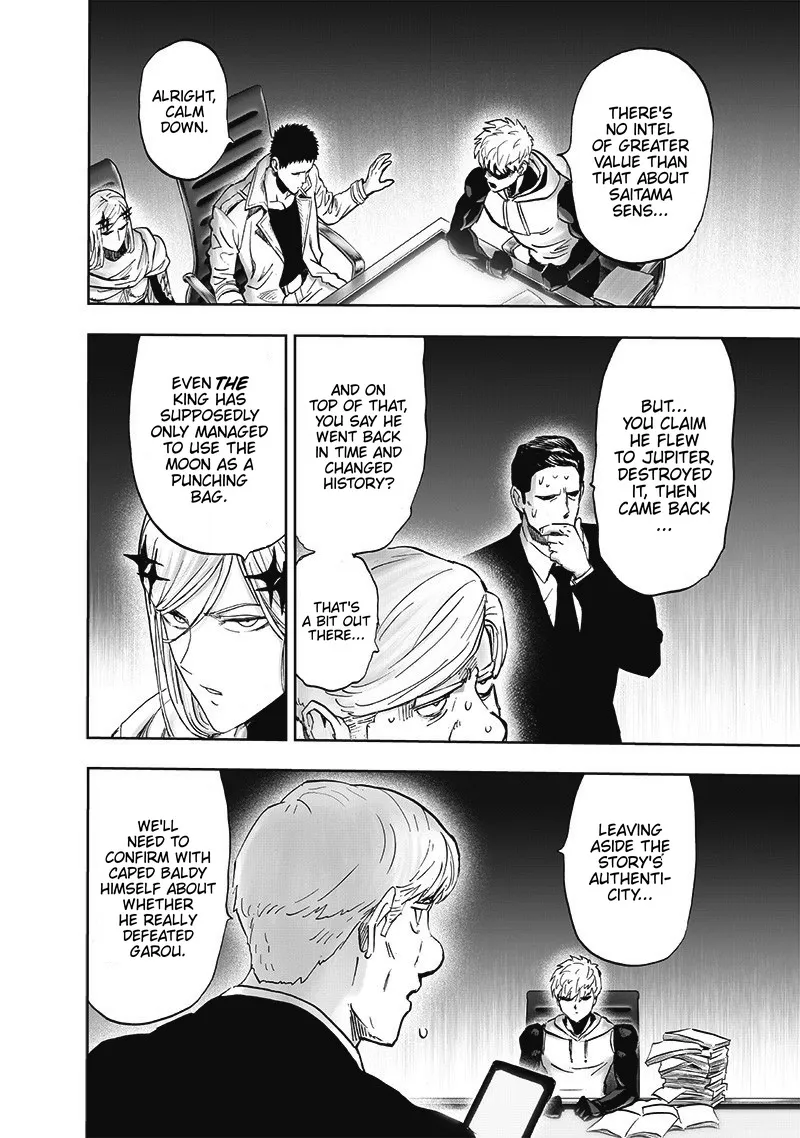 THERE'S
NO INTEL
OF GREATER
VALUE THAN
THAT ABOUT
SAITAMA
SENS...
ALRIGHT,
CALM
DOWN.
BUT...
YOU CLAIM
HE FLEW
TO JUPITER,
DESTROYED
IT, THEN
CAME BACK
...
AND ON
TOP OF THAT,
YOU SAY HE
WENT BACK
IN TIME AND
CHANGED
HISTORY?
THAT'S
A BIT OUT
THERE...
EVEN THE
KING HAS
SUPPOSEDLY
ONLY MANAGED
TO USE THE
MOON AS A
PUNCHING
BAG.
LEAVING
ASIDE THE
STORY'S
AUTHENTI-
CITY...
WE'LL
NEED TO
CONFIRM WITH
CAPED BALDY
HIMSELF ABOUT
WHETHER
HE REALLY
DEFEATED
GAROU.